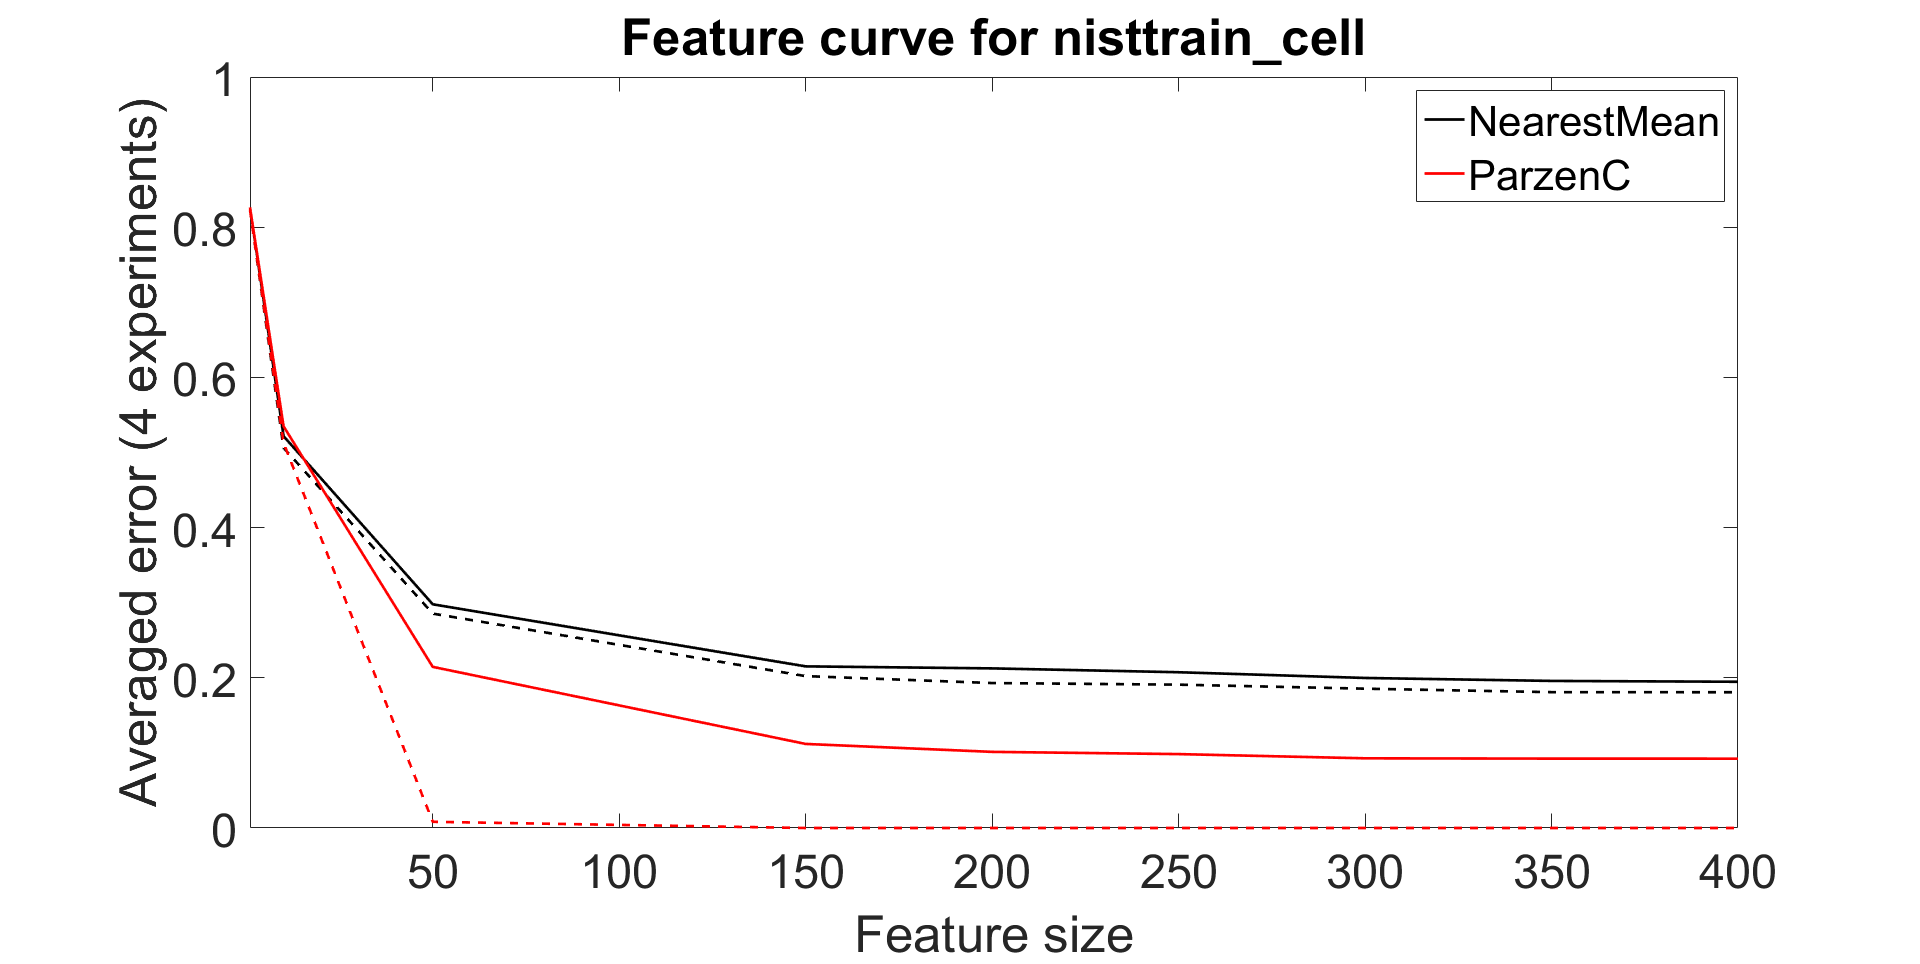 Feature curve for nisttrain_cell
Averaged error (4 experiments)
1
0.8
0.6
0.4
0.2
0
NearestMean
ParzenC
50 100 150 200 250 300 350 400
Feature size